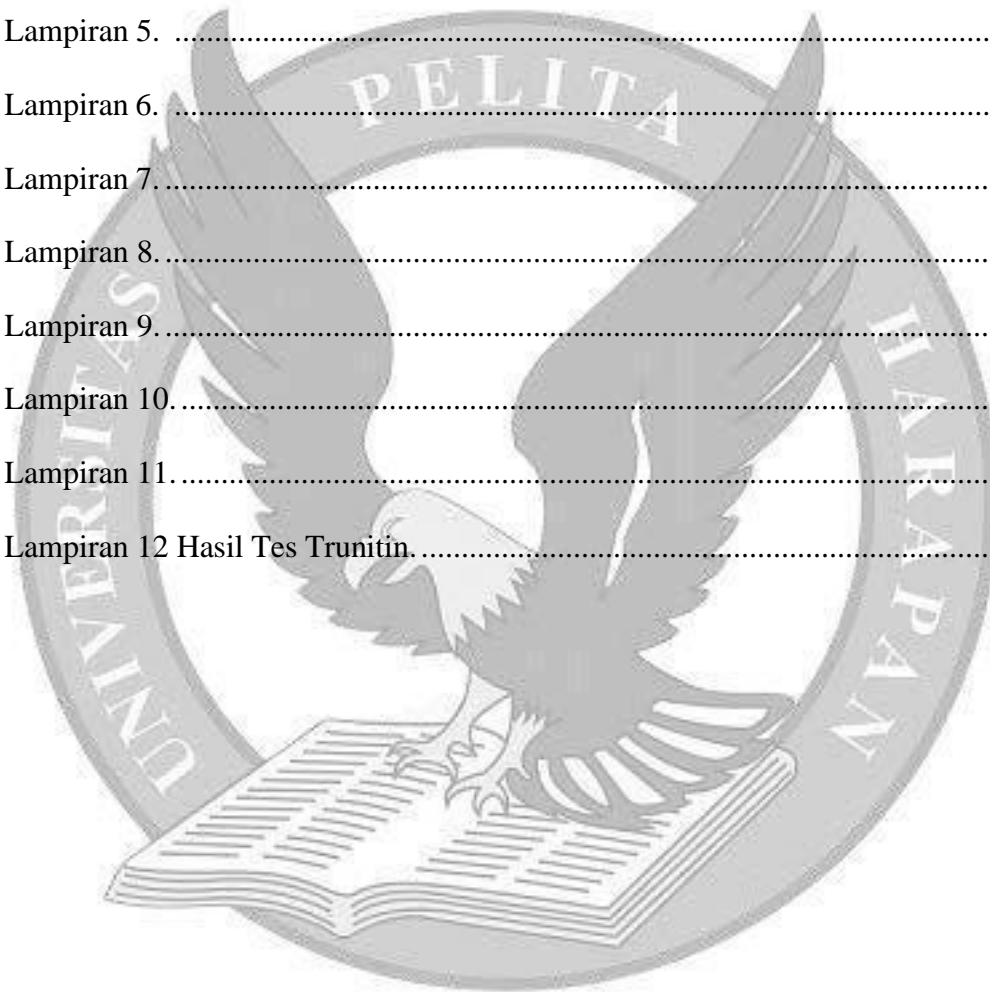 Lampiran 5. ........................................................................................................
Lampiran 6. ........................................................................................................
Lampiran 7. ........................................................................................................
Lampiran 8. ........................................................................................................
Lampiran 9. ........................................................................................................
Lampiran 10. ......................................................................................................
Lampiran 11. ......................................................................................................
Lampiran 12 Hasil Tes Trunitin. ........................................................................
UNIVERSITAS PELITA HARAPAN